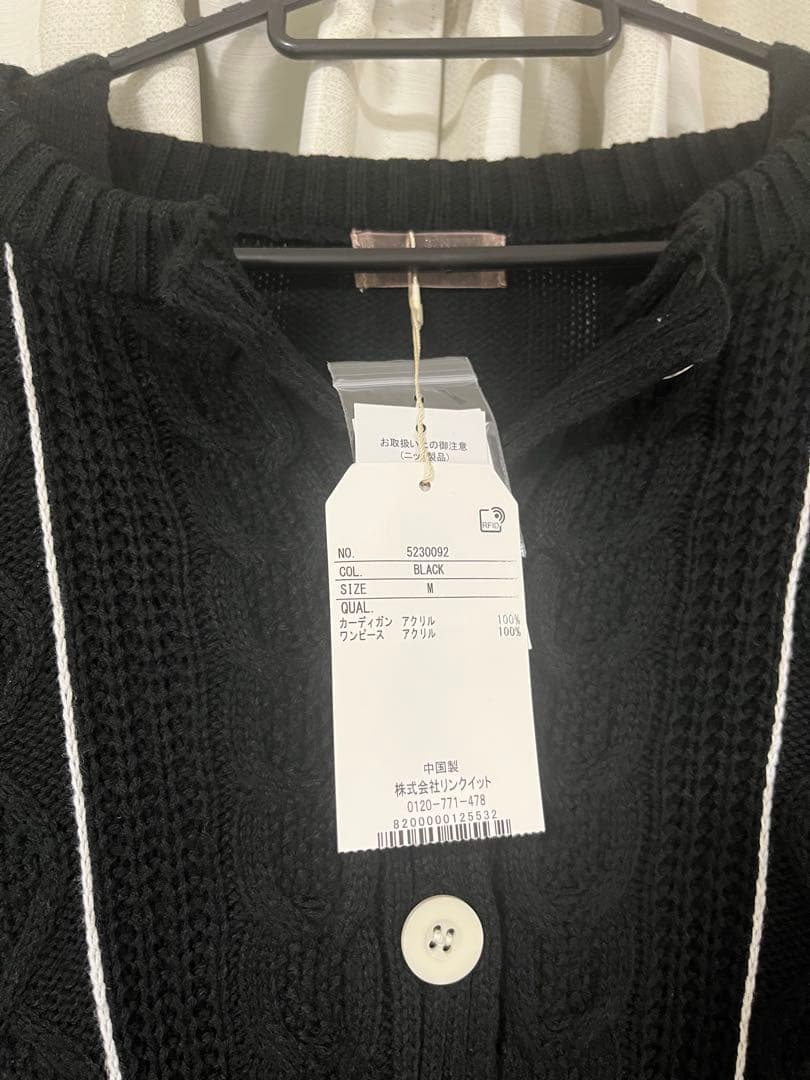 お取扱い上の御注意
(ニット製品)
RFID
NO. 5230092
COL. BLACK
SIZE M
QUAL.
カーディガン アクリル 100%
ワンピース アクリル 100%
中国製
株式会社リンクイット
0120-771-478
8200000125532